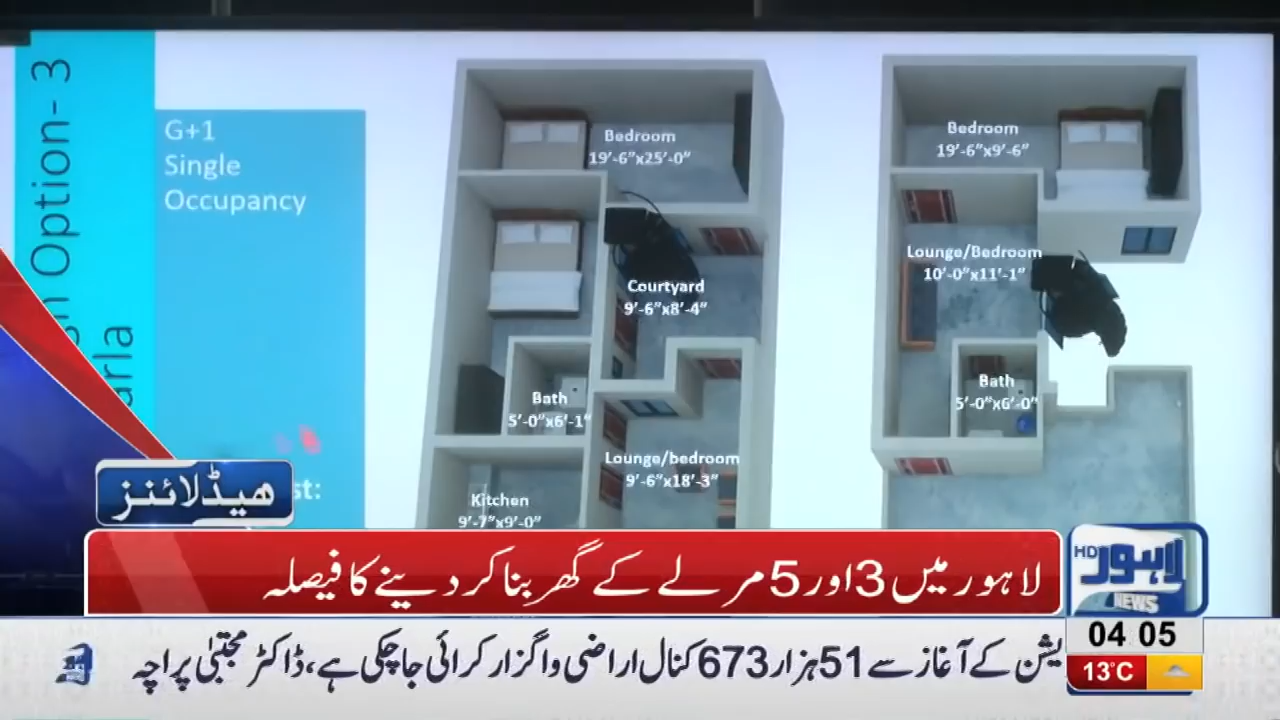 Option- 3
arla
G+1
Single
Occupancy
st:
Bedroom
19'-6"x25'-0"
Courtyard
9'-6"x8'-4"
Bath
5'-0"x6'-1"
Lounge/bedroom
9'-6"x18'-3"
Kitchen
9'-7"x9'-0"
Bedroom
19'-6"x9'-6"
Lounge/Bedroom
10'-0"x11'-1"
Bath
5'-0"x6'-0"
ھیڈلائنز
لاہور میں 3 اور 5 مرلے کے گھر بنا کر دینے کا فیصلہ
HD لاہور
NEWS
04 05
یشن کے آغاز سے 51 ہزار 673 کنال اراضی واگزار کرائی جاچکی ہے، ڈاکٹر مجتبیٰ پراچہ
13°C